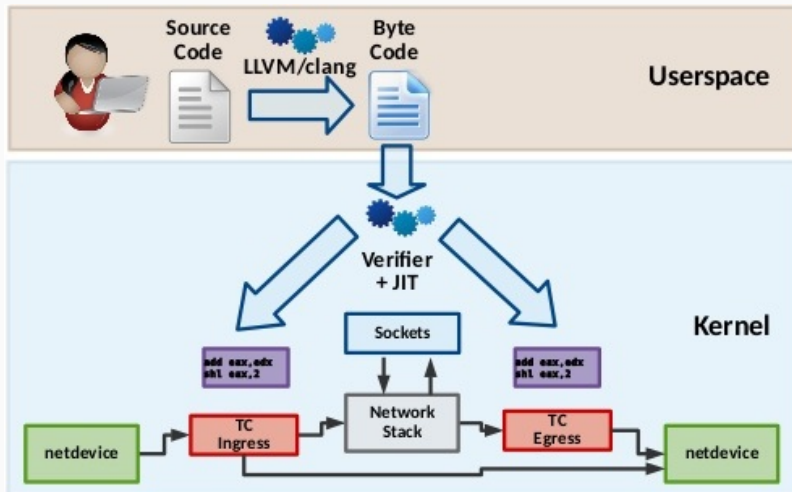 Source
Code
LLVM/clang
Byte
Code
Userspace
Verifier
+ JIT
Kernel
Sockets
add eax,edx
shl eax,2
add eax,edx
shl eax,2
netdevice
TC
Ingress
Network
Stack
TC
Egress
netdevice